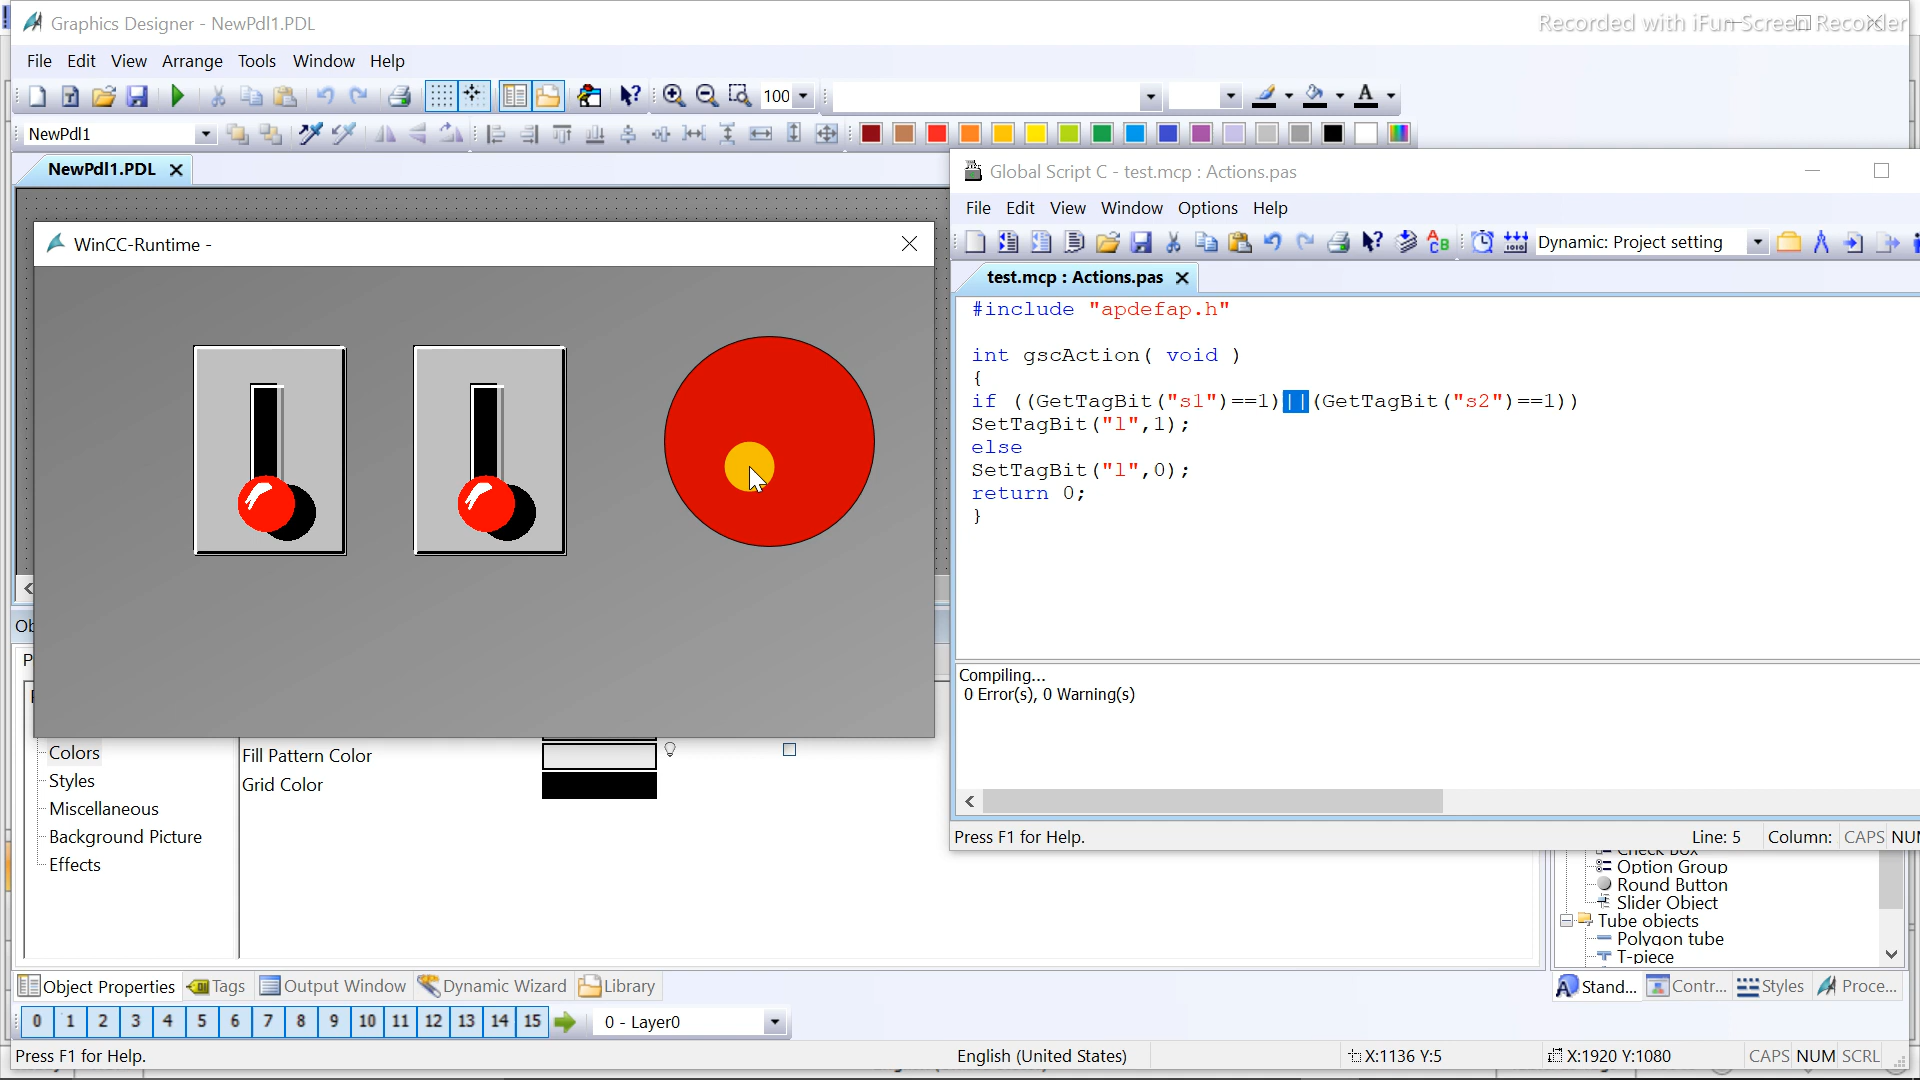 Graphics Designer - NewPdl1.PDL
Recorded with iFun Screen Recorder
File Edit View Arrange Tools Window Help
100
NewPdl1
NewPdl1.PDL
Global Script C - test.mcp : Actions.pas
File Edit View Window Options Help
Dynamic: Project setting
WinCC-Runtime -
test.mcp : Actions.pas
#include "apdefap.h"
int gscAction( void )
{
if ((GetTagBit("s1")==1)||(GetTagBit("s2")==1))
SetTagBit("l",1);
else
SetTagBit("l",0);
return 0;
}
Compiling...
0 Error(s), 0 Warning(s)
Press F1 for Help.
Line: 5
Column:
CAPS
Colors
Styles
Miscellaneous
Background Picture
Effects
Fill Pattern Color
Grid Color
Check Box
Option Group
Round Button
Slider Object
Tube objects
Polygon tube
T-piece
Object Properties
Tags
Output Window
Dynamic Wizard
Library
Stand...
Contr...
Styles
Proce...
0 1 2 3 4 5 6 7 8 9 10 11 12 13 14 15
0 - Layer0
Press F1 for Help.
English (United States)
X:1136 Y:5
X:1920 Y:1080
CAPS NUM SCRL